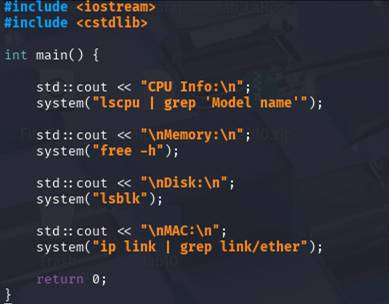 #include <iostream>
#include <cstdlib>
int main() {
std::cout << "CPU Info:\n";
system("lscpu | grep 'Model name'");
std::cout << "\nMemory:\n";
system("free -h");
std::cout << "\nDisk:\n";
system("lsblk");
std::cout << "\nMAC:\n";
system("ip link | grep link/ether");
return 0;
}